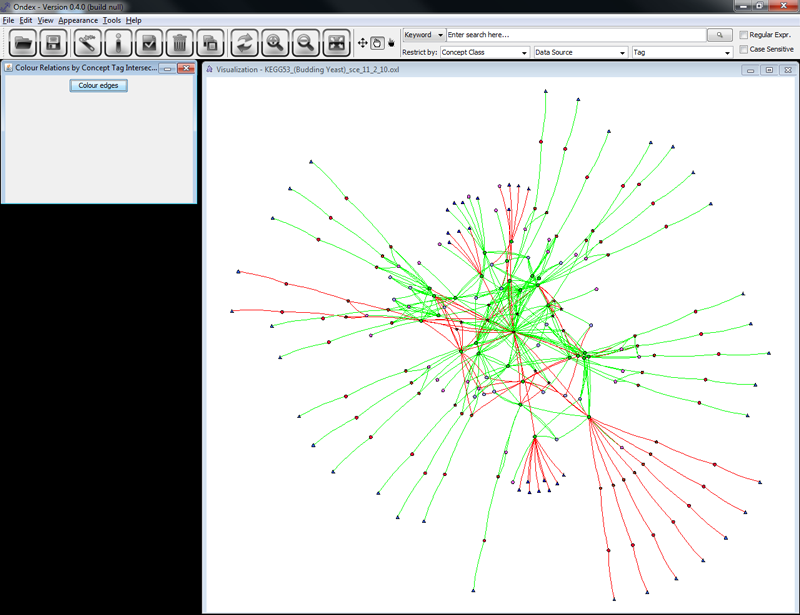 Ondex - Version 0.4.0 (build null)
File Edit View Appearance Tools Help
Keyword Enter search here... Regular Expr.
Restrict by: Concept Class Data Source Tag Case Sensitive
Colour Relations by Concept Tag Intersec...
Visualization - KEGG53_(Budding Yeast)_sce_11_2_10.oxl
Colour edges